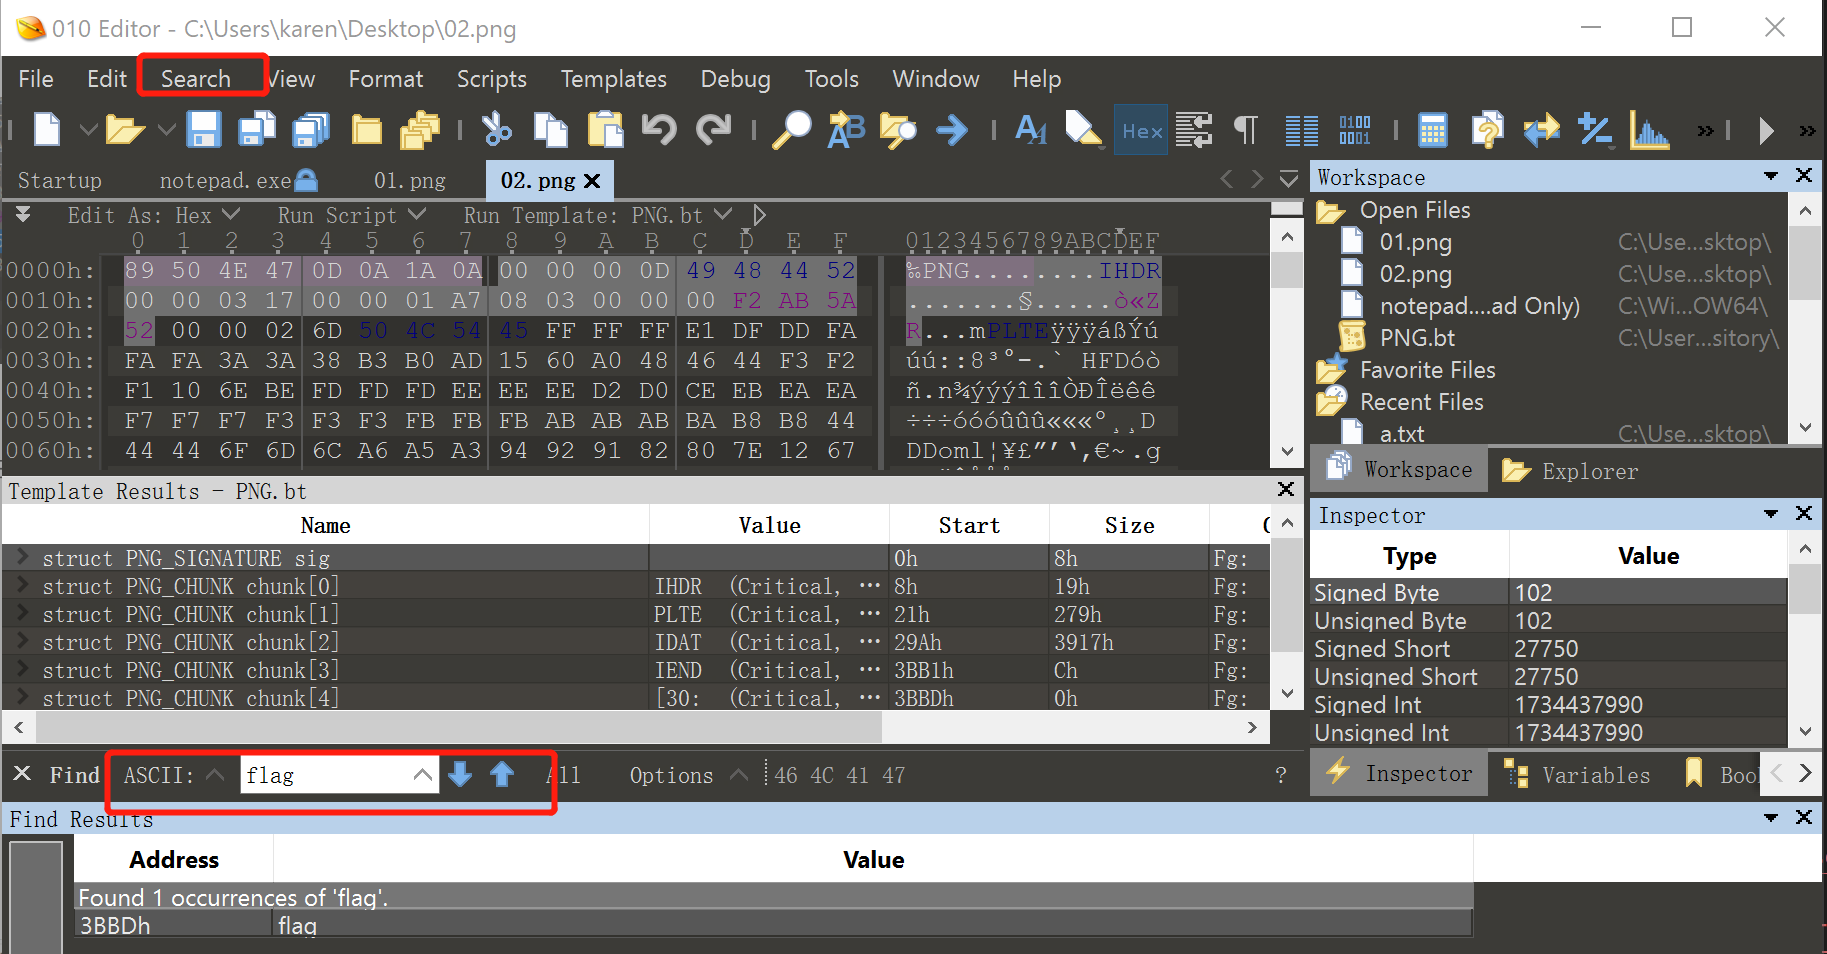 010 Editor - C:\Users\karen\Desktop\02.png
File Edit Search View Format Scripts Templates Debug Tools Window Help
Hex
Startup notepad.exe 01.png 02.png
Edit As: Hex Run Script Run Template: PNG.bt
0 1 2 3 4 5 6 7 8 9 A B C D E F 0123456789ABCDEF
0000h: 89 50 4E 47 0D 0A 1A 0A 00 00 00 0D 49 48 44 52 ‰PNG........IHDR
0010h: 00 00 03 17 00 00 01 A7 08 03 00 00 00 F2 AB 5A .......§.....ò«Z
0020h: 52 00 00 02 6D 50 4C 54 45 FF FF FF E1 DF DD FA R...mPLTEÿÿÿáßÝú
0030h: FA FA 3A 3A 38 B3 B0 AD 15 60 A0 48 46 44 F3 F2 úú::8³°-.` HFDóò
0040h: F1 10 6E BE FD FD FD EE EE EE D2 D0 CE EB EA EA ñ.n¾ýýýîîîÒÐÎëêê
0050h: F7 F7 F7 F3 F3 F3 FB FB FB AB AB AB BA B8 B8 44 ÷÷÷óóóûûû«««º¸¸D
0060h: 44 44 6F 6D 6C A6 A5 A3 94 92 91 82 80 7E 12 67 DDoml¦¥£”’‘‚€~.g
Template Results - PNG.bt
Name Value Start Size
struct PNG_SIGNATURE sig 0h 8h Fg:
struct PNG_CHUNK chunk[0] IHDR (Critical, ··· 8h 19h Fg:
struct PNG_CHUNK chunk[1] PLTE (Critical, ··· 21h 279h Fg:
struct PNG_CHUNK chunk[2] IDAT (Critical, ··· 29Ah 3917h Fg:
struct PNG_CHUNK chunk[3] IEND (Critical, ··· 3BB1h Ch Fg:
struct PNG_CHUNK chunk[4] [30: (Critical, ··· 3BBDh 0h Fg:
Find ASCII: flag All Options 46 4C 41 47 ?
Find Results
Address Value
Found 1 occurrences of 'flag'.
3BBDh flag
Workspace
Open Files
01.png C:\Use...sktop\
02.png C:\Use...sktop\
notepad....ad Only) C:\Wi...OW64\
PNG.bt C:\User...sitory\
Favorite Files
Recent Files
a.txt C:\Use...sktop\
Workspace Explorer
Inspector
Type Value
Signed Byte 102
Unsigned Byte 102
Signed Short 27750
Unsigned Short 27750
Signed Int 1734437990
Unsigned Int 1734437990
Inspector Variables Boo